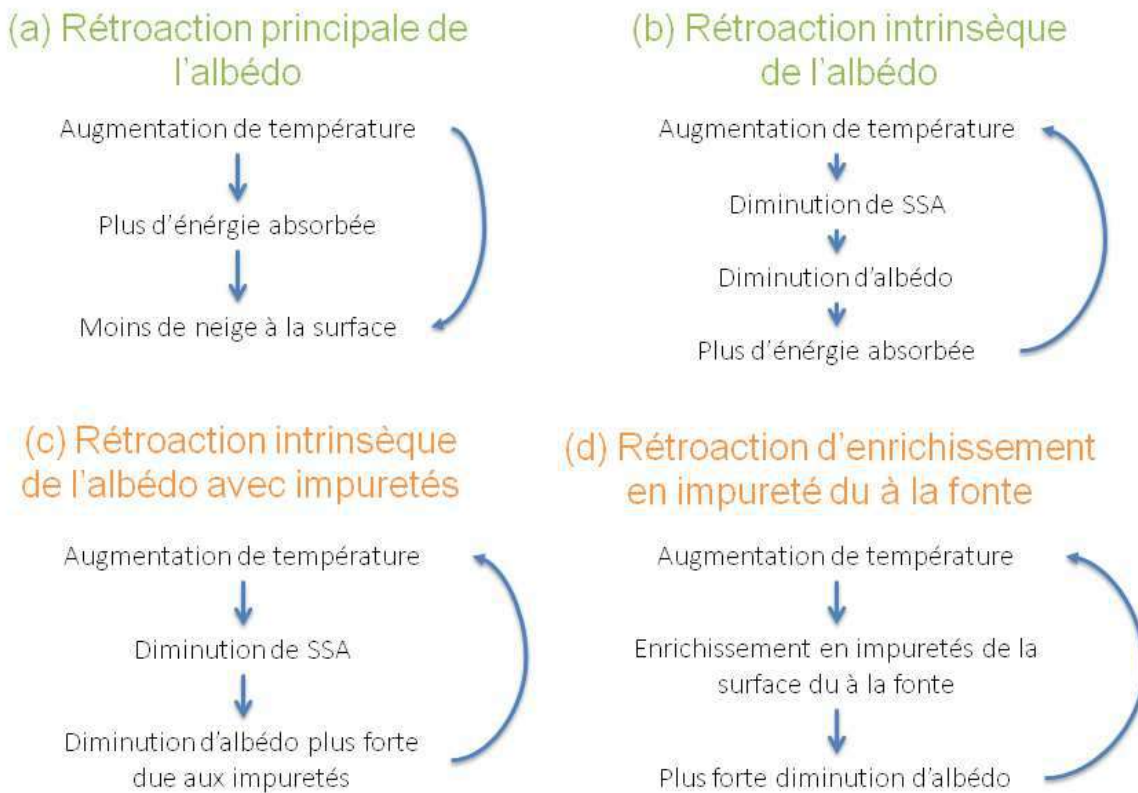 (a) Rétroaction principale de
l'albédo
Augmentation de température
Plus d'énérgie absorbée
Moins de neige à la surface
(b) Rétroaction intrinsèque
de l'albédo
Augmentation de température
Diminution de SSA
Diminution d'albédo
Plus d'énérgie absorbée
(c) Rétroaction intrinsèque
de l'albédo avec impuretés
Augmentation de température
Diminution de SSA
Diminution d'albédo plus forte
due aux impuretés
(d) Rétroaction d'enrichissement
en impureté du à la fonte
Augmentation de température
Enrichissement en impuretés de la
surface du à la fonte
Plus forte diminution d'albédo